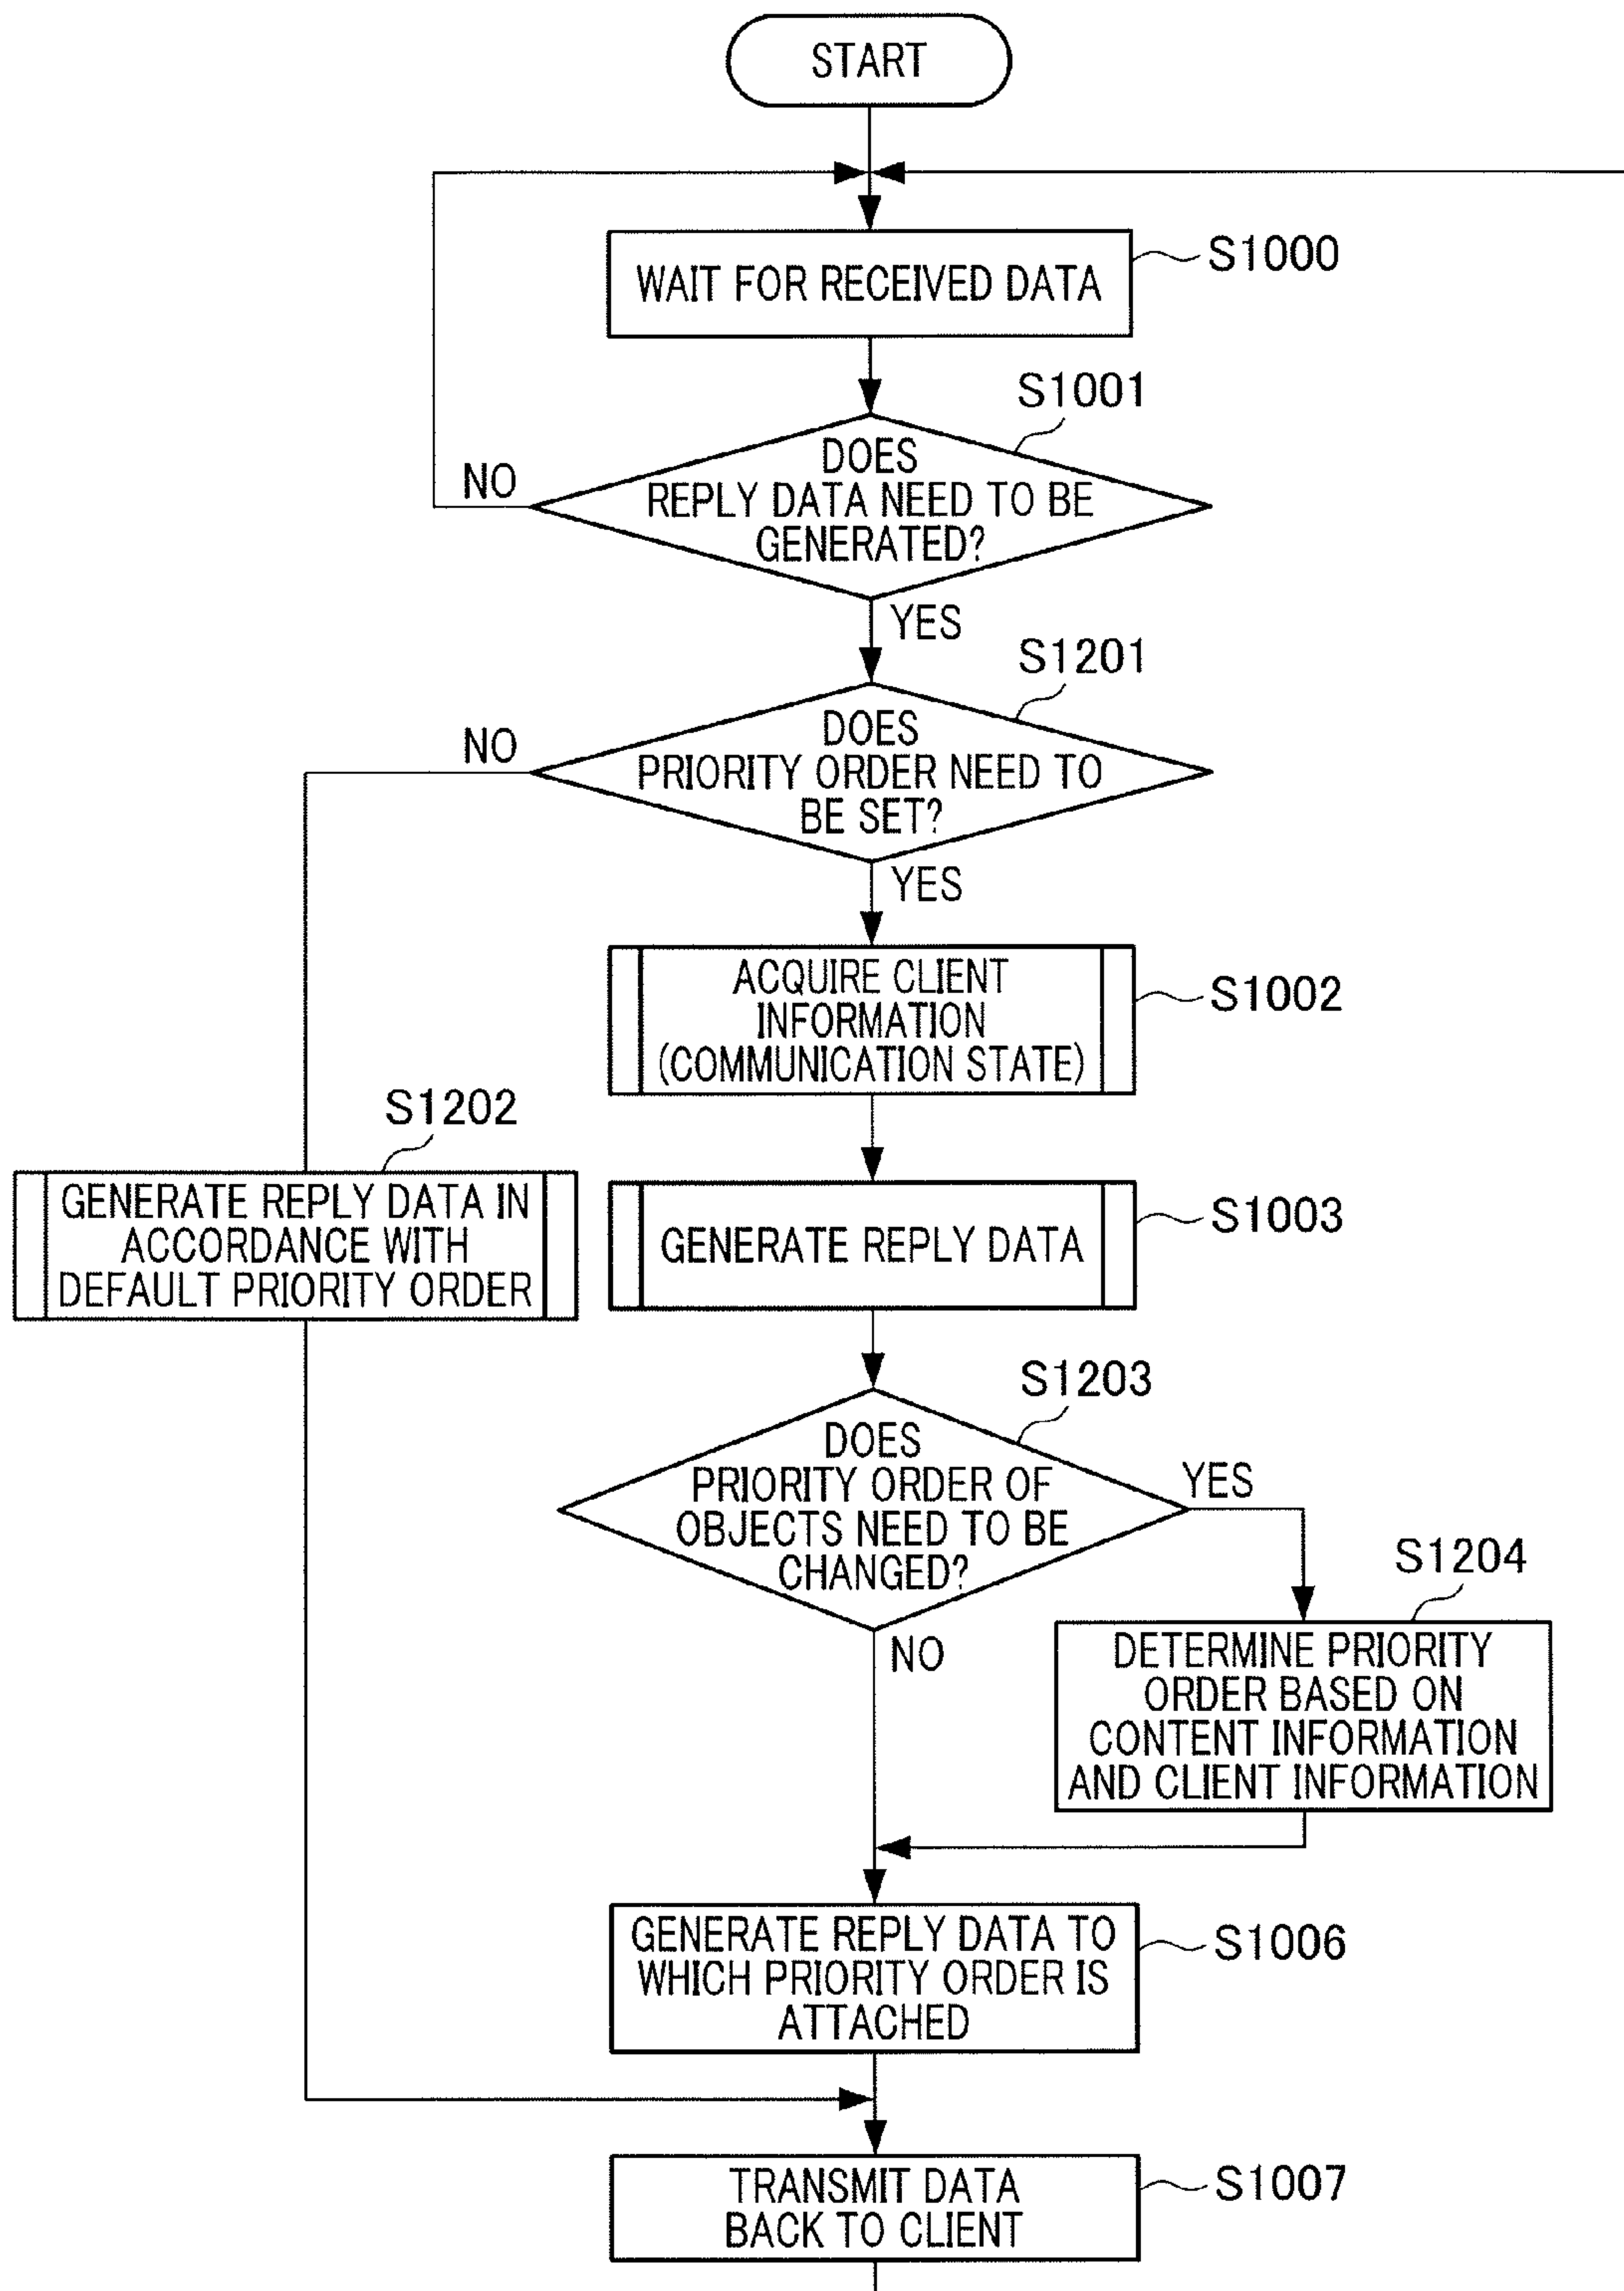 START
WAIT FOR RECEIVED DATA
S1000
S1001
DOES
REPLY DATA NEED TO BE
GENERATED?
NO
YES
S1201
DOES
PRIORITY ORDER NEED TO
BE SET?
NO
YES
ACQUIRE CLIENT
INFORMATION
(COMMUNICATION STATE)
S1002
S1202
GENERATE REPLY DATA IN
ACCORDANCE WITH
DEFAULT PRIORITY ORDER
GENERATE REPLY DATA
S1003
S1203
DOES
PRIORITY ORDER OF
OBJECTS NEED TO BE
CHANGED?
YES
NO
S1204
DETERMINE PRIORITY
ORDER BASED ON
CONTENT INFORMATION
AND CLIENT INFORMATION
GENERATE REPLY DATA TO
WHICH PRIORITY ORDER IS
ATTACHED
S1006
TRANSMIT DATA
BACK TO CLIENT
S1007